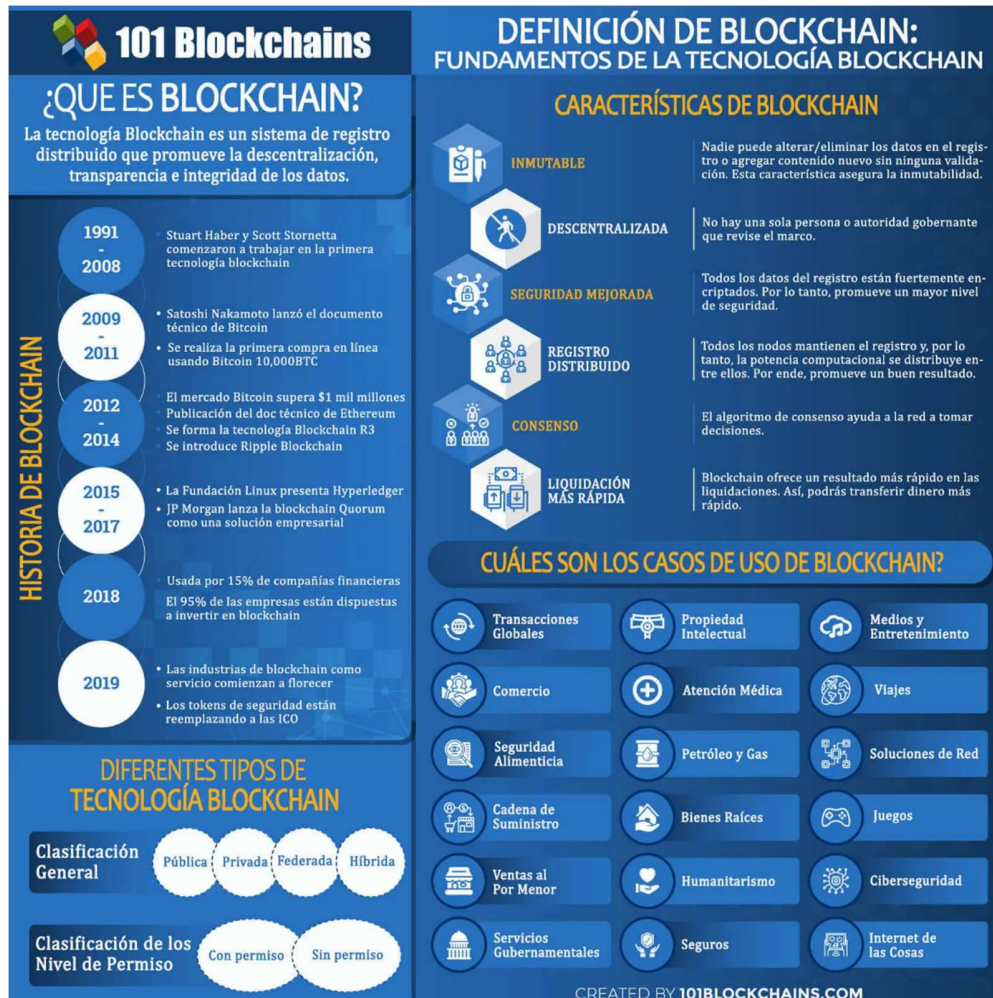 101 Blockchains
¿QUE ES BLOCKCHAIN?
La tecnología Blockchain es un sistema de registro
distribuido que promueve la descentralización,
transparencia e integridad de los datos.
HISTORIA DE BLOCKCHAIN
1991
-
2008
• Stuart Haber y Scott Stornetta
comenzaron a trabajar en la primera
tecnología blockchain
2009
-
2011
• Satoshi Nakamoto lanzó el documento
técnico de Bitcoin
• Se realiza la primera compra en línea
usando Bitcoin 10,000BTC
2012
-
2014
El mercado Bitcoin supera $1 mil millones
Publicación del doc técnico de Ethereum
Se forma la tecnología Blockchain R3
Se introduce Ripple Blockchain
2015
-
2017
• La Fundación Linux presenta Hyperledger
• JP Morgan lanza la blockchain Quorum
como una solución empresarial
2018
Usada por 15% de compañías financieras
El 95% de las empresas están dispuestas
a invertir en blockchain
2019
• Las industrias de blockchain como
servicio comienzan a florecer
• Los tokens de seguridad están
reemplazando a las ICO
DIFERENTES TIPOS DE
TECNOLOGÍA BLOCKCHAIN
Clasificación
General
Pública Privada Federada Híbrida
Clasificación de los
Nivel de Permiso
Con permiso Sin permiso
DEFINICIÓN DE BLOCKCHAIN:
FUNDAMENTOS DE LA TECNOLOGÍA BLOCKCHAIN
CARACTERÍSTICAS DE BLOCKCHAIN
INMUTABLE
Nadie puede alterar/eliminar los datos en el regis-
tro o agregar contenido nuevo sin ninguna valida-
ción. Esta característica asegura la inmutabilidad.
DESCENTRALIZADA
No hay una sola persona o autoridad gobernante
que revise el marco.
SEGURIDAD MEJORADA
Todos los datos del registro están fuertemente en-
criptados. Por lo tanto, promueve un mayor nivel
de seguridad.
REGISTRO
DISTRIBUIDO
Todos los nodos mantienen el registro y, por lo
tanto, la potencia computacional se distribuye en-
tre ellos. Por ende, promueve un buen resultado.
CONSENSO
El algoritmo de consenso ayuda a la red a tomar
decisiones.
LIQUIDACIÓN
MÁS RÁPIDA
Blockchain ofrece un resultado más rápido en las
liquidaciones. Así, podrás transferir dinero más
rápido.
CUÁLES SON LOS CASOS DE USO DE BLOCKCHAIN?
Transacciones
Globales
Propiedad
Intelectual
Medios y
Entretenimiento
Comercio
Atención Médica
Viajes
Seguridad
Alimenticia
Petróleo y Gas
Soluciones de Red
Cadena de
Suministro
Bienes Raíces
Juegos
Ventas al
Por Menor
Humanitarismo
Ciberseguridad
Servicios
Gubernamentales
Seguros
Internet de
las Cosas
CREATED BY 101BLOCKCHAINS.COM